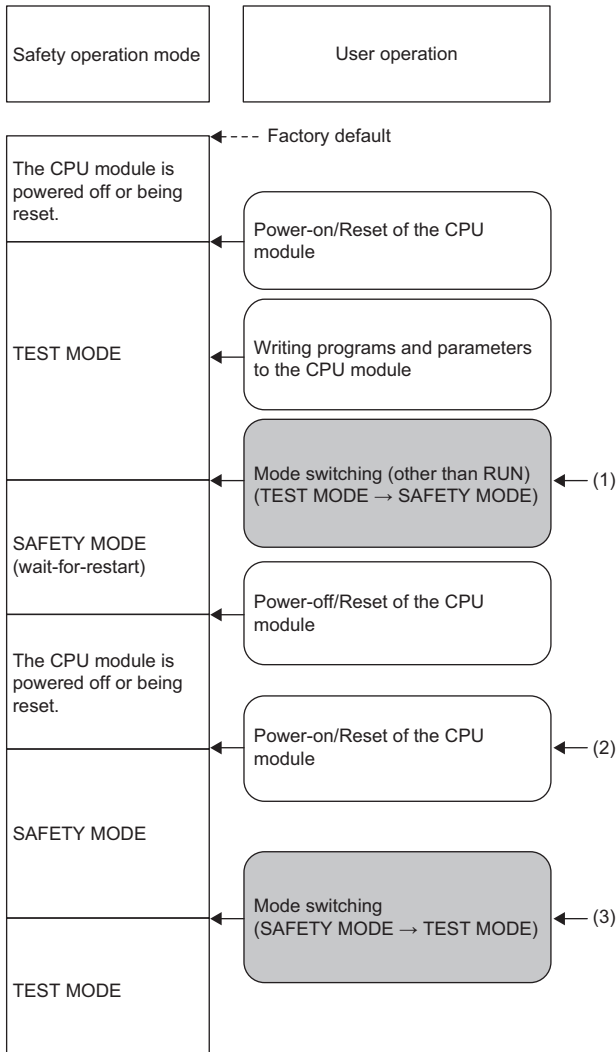 Safety operation mode
User operation
Factory default
The CPU module is
powered off or being
reset.
Power-on/Reset of the CPU
module
TEST MODE
Writing programs and parameters
to the CPU module
Mode switching (other than RUN)
(TEST MODE → SAFETY MODE)
(1)
SAFETY MODE
(wait-for-restart)
Power-off/Reset of the CPU
module
The CPU module is
powered off or being
reset.
Power-on/Reset of the CPU
module
(2)
SAFETY MODE
Mode switching
(SAFETY MODE → TEST MODE)
(3)
TEST MODE